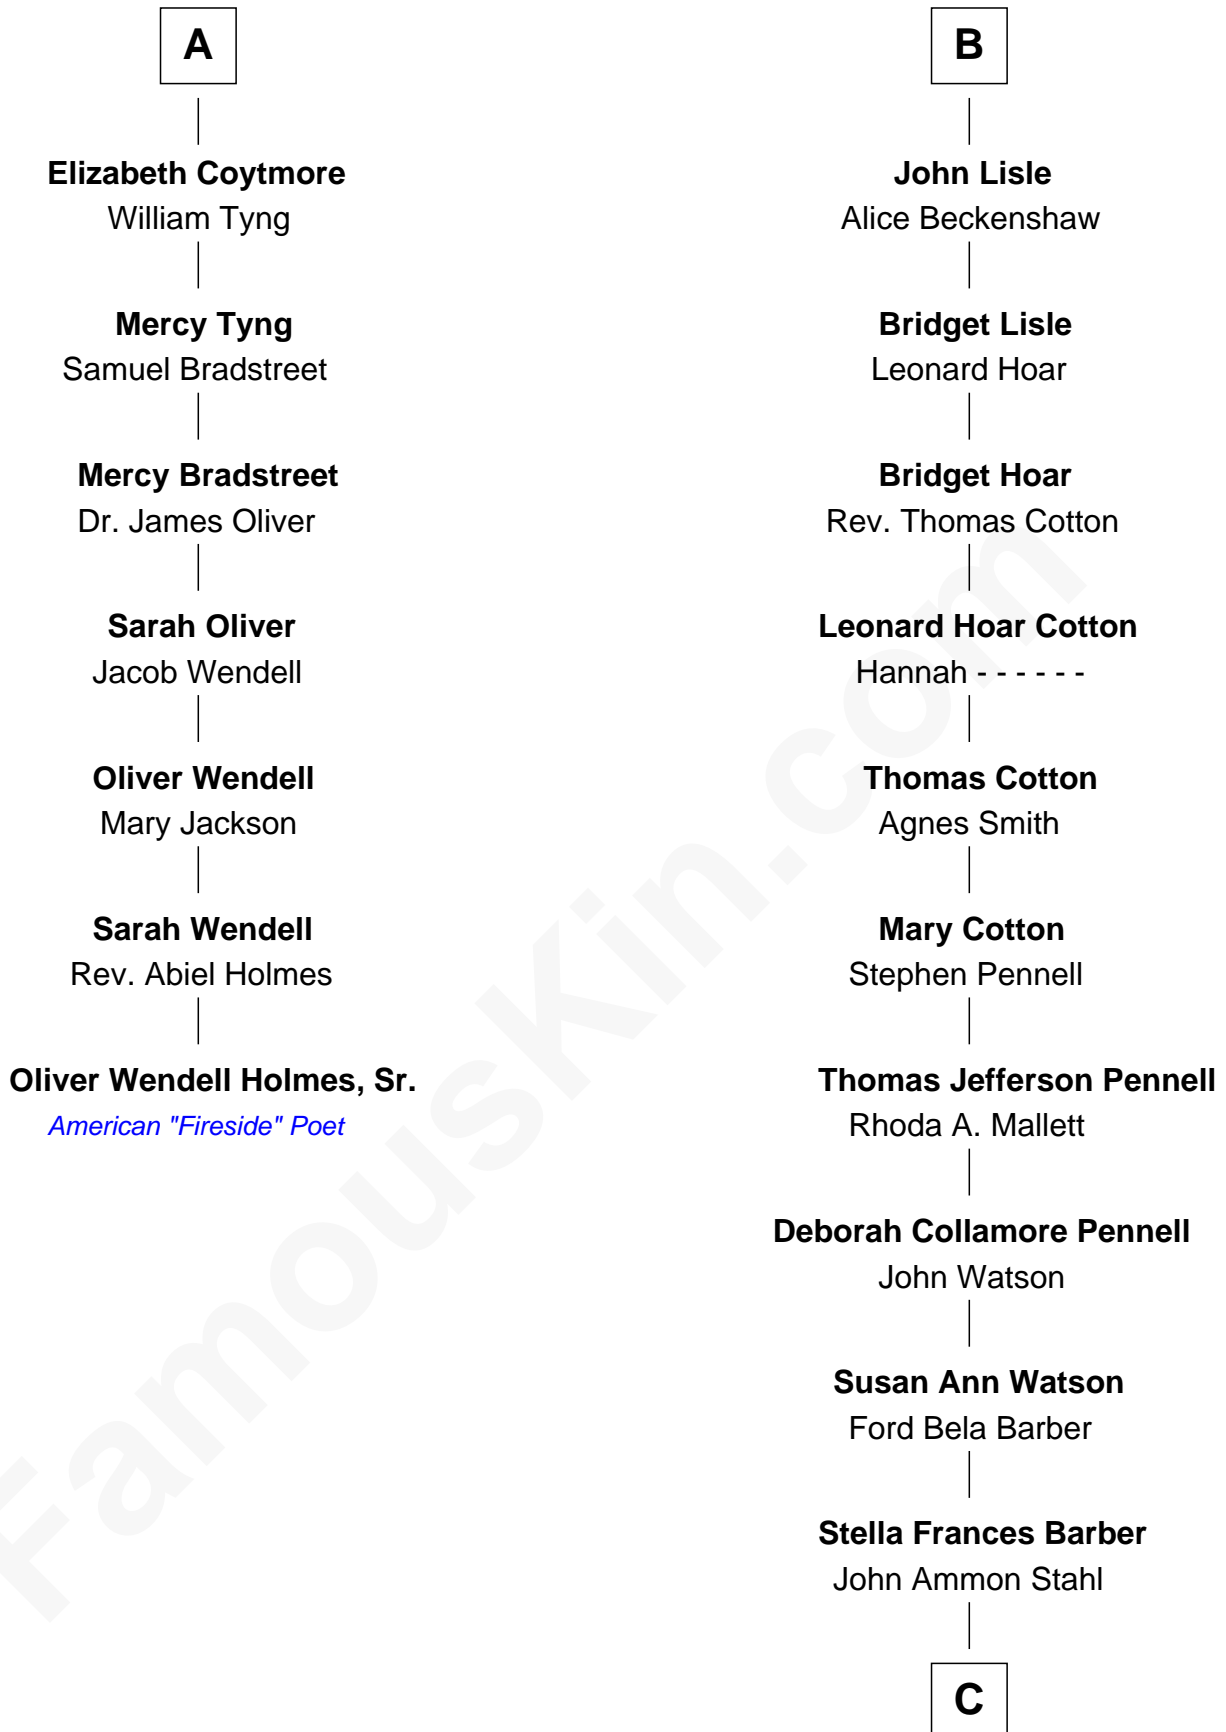 A
Elizabeth Coytmore
William Tyng
Mercy Tyng
Samuel Bradstreet
Mercy Bradstreet
Dr. James Oliver
Sarah Oliver
Jacob Wendell
Oliver Wendell
Mary Jackson
Sarah Wendell
Rev. Abiel Holmes
Oliver Wendell Holmes, Sr.
American "Fireside" Poet
B
John Lisle
Alice Beckenshaw
Bridget Lisle
Leonard Hoar
Bridget Hoar
Rev. Thomas Cotton
Leonard Hoar Cotton
Hannah - - - - - -
Thomas Cotton
Agnes Smith
Mary Cotton
Stephen Pennell
Thomas Jefferson Pennell
Rhoda A. Mallett
Deborah Collamore Pennell
John Watson
Susan Ann Watson
Ford Bela Barber
Stella Frances Barber
John Ammon Stahl
C
FamousKin.com